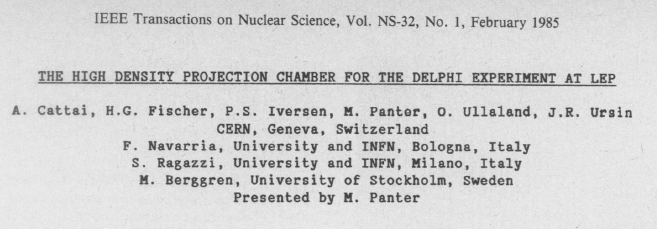 IEEE Transactions on Nuclear Science, Vol. NS-32, No. 1, February 1985
THE HIGH DENSITY PROJECTION CHAMBER FOR THE DELPHI EXPERIMENT AT LEP
A. Cattai, H.G. Fischer, P.S. Iversen, M. Panter, O. Ullaland, J.R. Ursin
CERN, Geneva, Switzerland
F. Navarria, University and INFN, Bologna, Italy
S. Ragazzi, University and INFN, Milano, Italy
M. Berggren, University of Stockholm, Sweden
Presented by M. Panter